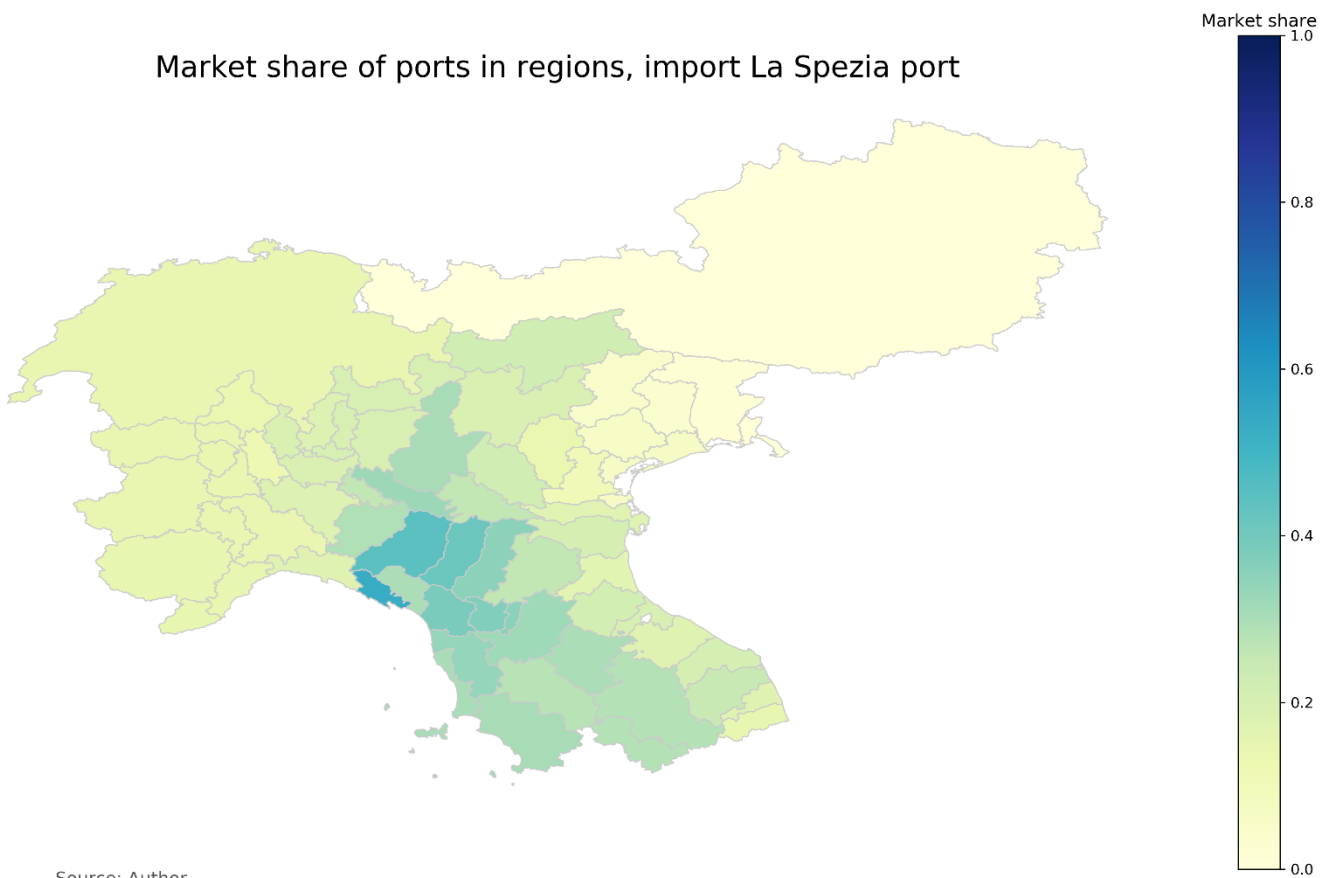 Market share
Market share of ports in regions, import La Spezia port
1.0
0.8
0.6
0.4
0.2
0.0
Source: Author